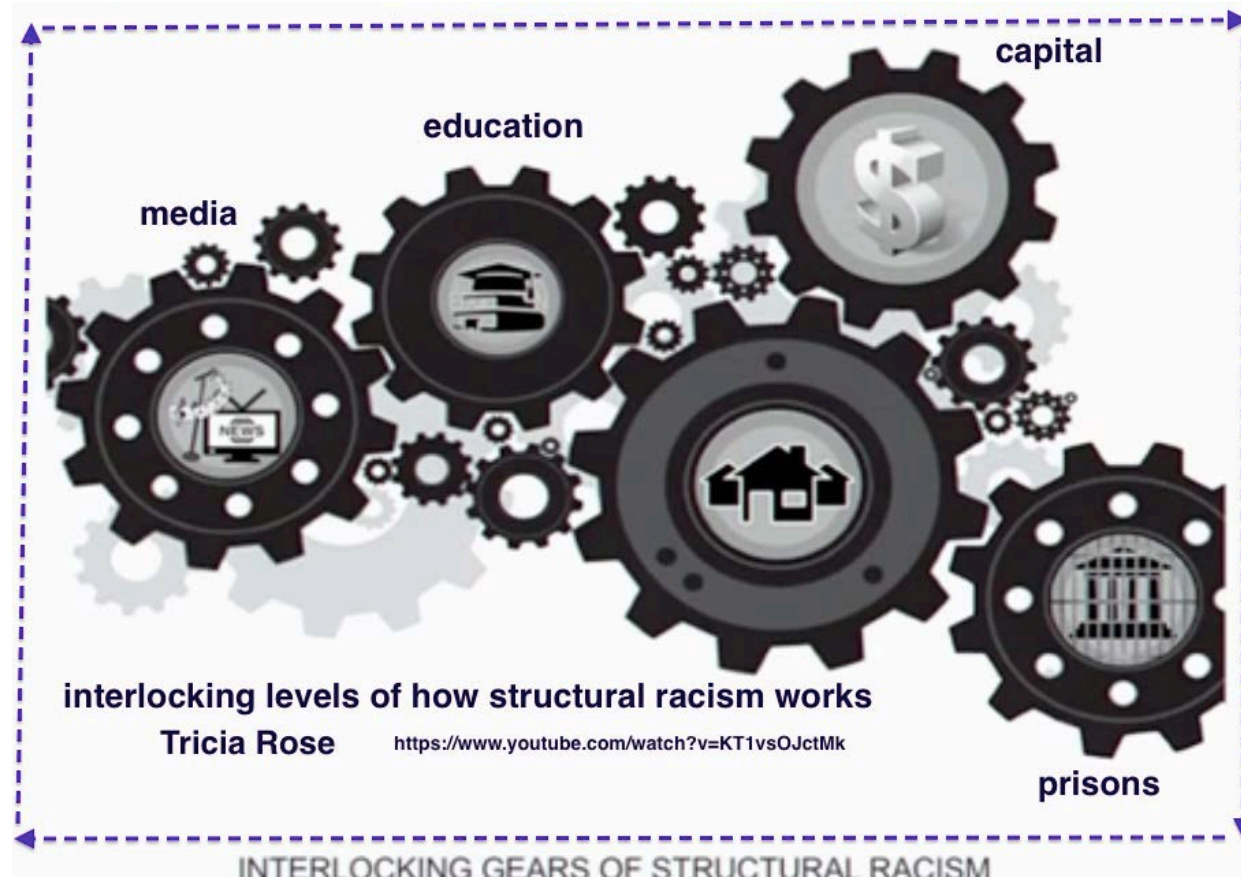 capital
education
media
NEWS
interlocking levels of how structural racism works
Tricia Rose https://www.youtube.com/watch?v=KT1vsOJctMk
prisons
INTERLOCKING GEARS OF STRUCTURAL RACISM